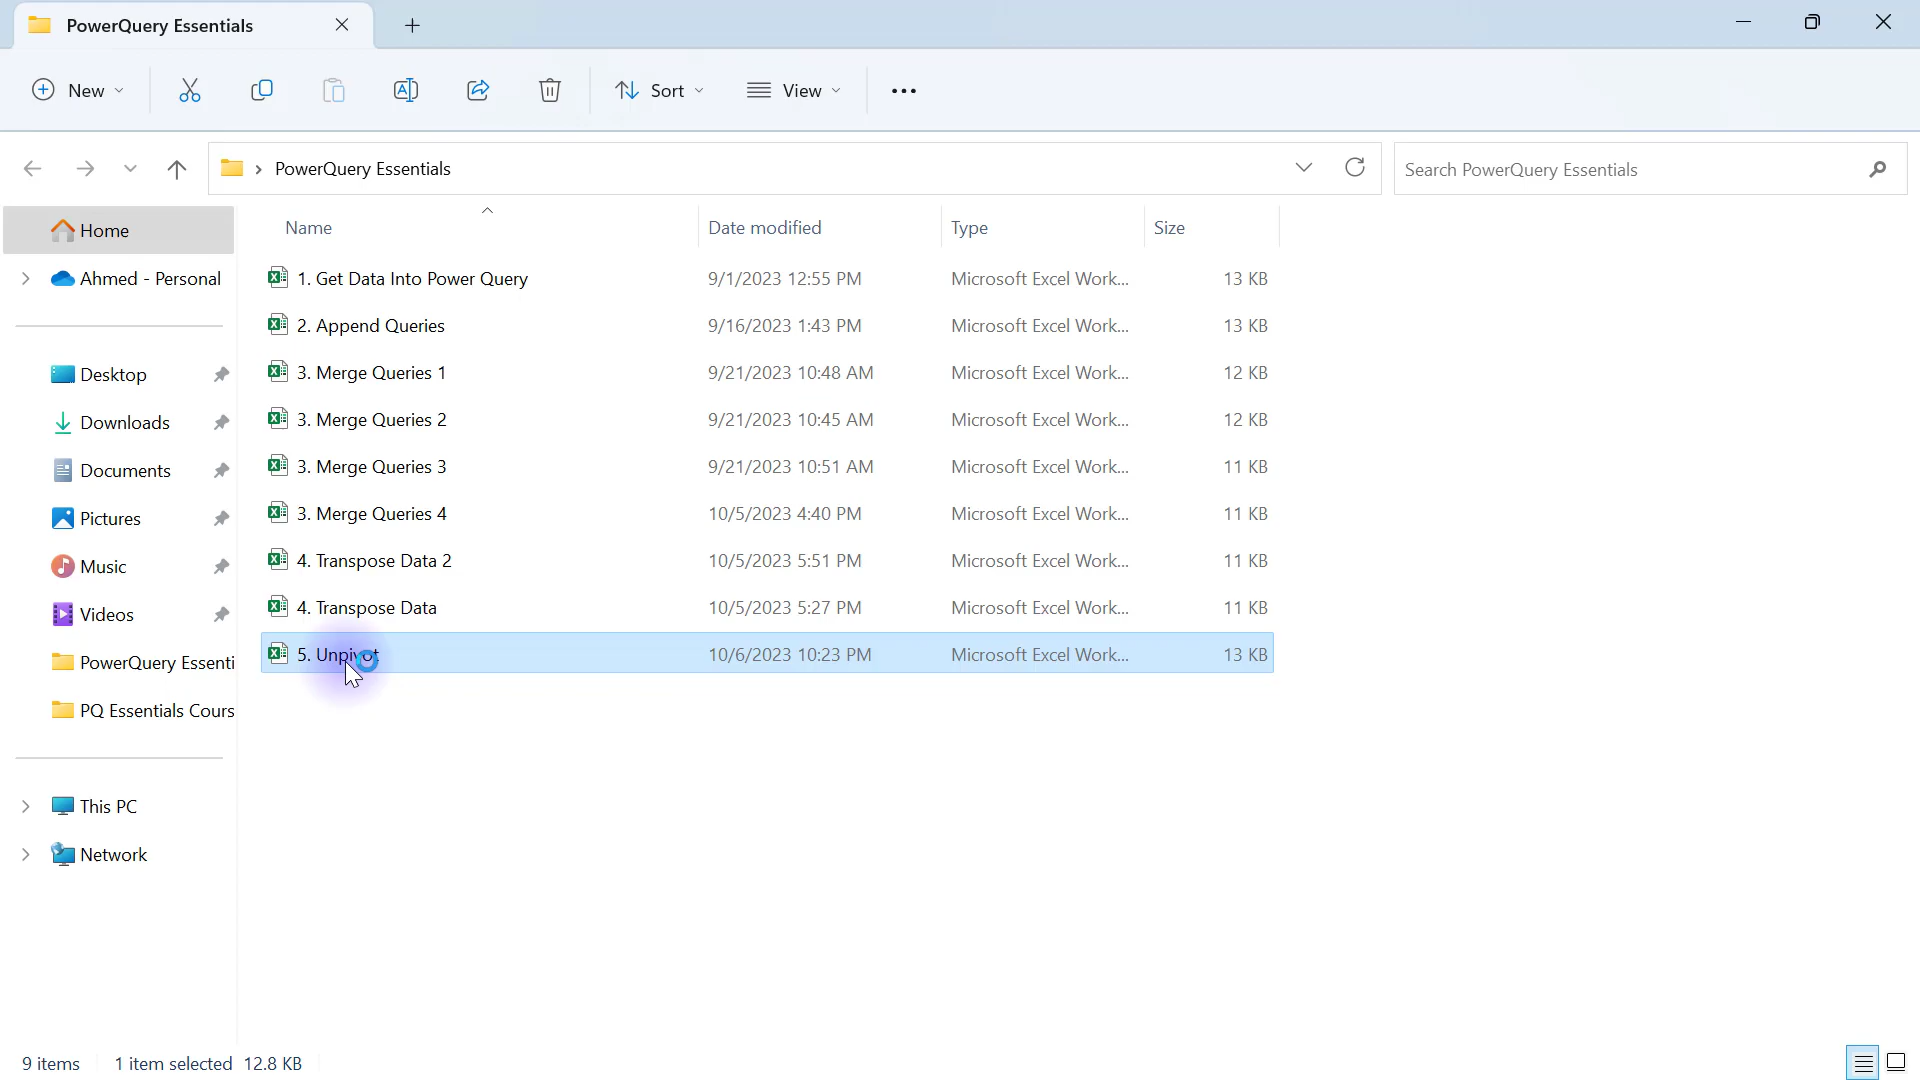 PowerQuery Essentials
New
Sort
View
PowerQuery Essentials
Search PowerQuery Essentials
Home
Ahmed - Personal
Desktop
Downloads
Documents
Pictures
Music
Videos
PowerQuery Essenti
PQ Essentials Cours
This PC
Network
Name Date modified Type Size
1. Get Data Into Power Query 9/1/2023 12:55 PM Microsoft Excel Work... 13 KB
2. Append Queries 9/16/2023 1:43 PM Microsoft Excel Work... 13 KB
3. Merge Queries 1 9/21/2023 10:48 AM Microsoft Excel Work... 12 KB
3. Merge Queries 2 9/21/2023 10:45 AM Microsoft Excel Work... 12 KB
3. Merge Queries 3 9/21/2023 10:51 AM Microsoft Excel Work... 11 KB
3. Merge Queries 4 10/5/2023 4:40 PM Microsoft Excel Work... 11 KB
4. Transpose Data 2 10/5/2023 5:51 PM Microsoft Excel Work... 11 KB
4. Transpose Data 10/5/2023 5:27 PM Microsoft Excel Work... 11 KB
5. Unpivot 10/6/2023 10:23 PM Microsoft Excel Work... 13 KB
9 items 1 item selected 12.8 KB